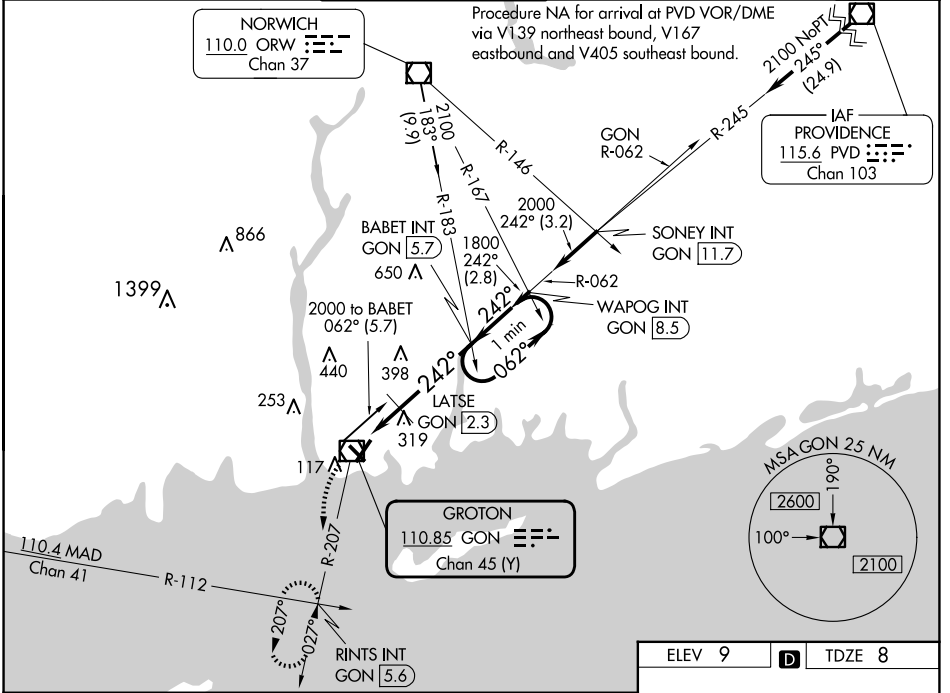 NORWICH
110.0 ORW
Chan 37
Procedure NA for arrival at PVD VOR/DME
via V139 northeast bound, V167
eastbound and V405 southeast bound.
2100 NoPT
245°
(24.9)
R-245
IAF
PROVIDENCE
115.6 PVD
Chan 103
2100
183°
(9.9)
R-167
R-146
R-183
GON
R-062
2000
242° (3.2)
SONEY INT
GON 11.7
BABET INT
GON 5.7
1800
242°
(2.8)
R-062
866
650
1399
WAPOG INT
GON 8.5
242°
1 min
062°
2000 to BABET
062° (5.7)
440
398
242°
LATSE
GON 2.3
253
319
117
MSA GON 25 NM
190°
2600
100°
2100
GROTON
110.85 GON
Chan 45 (Y)
R-207
110.4 MAD
Chan 41
R-112
207°
027°
RINTS INT
GON 5.6
ELEV 9 D TDZE 8